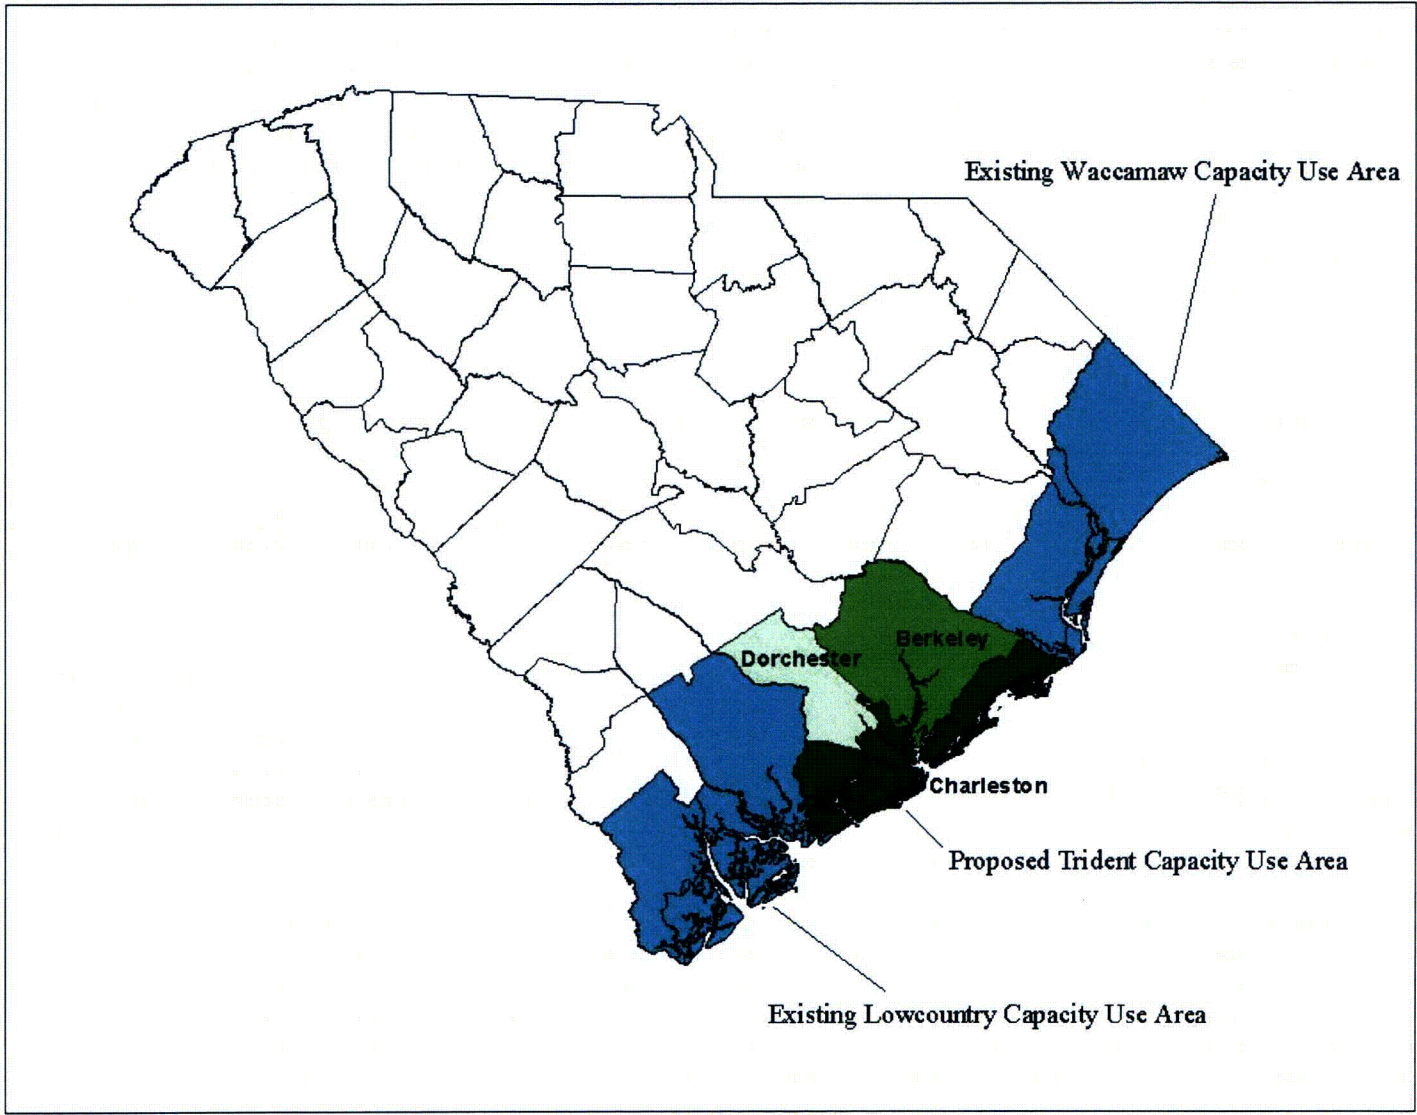 Existing Waccamaw Capacity Use Area
Berkeley
Dorchester
Charleston
Proposed Trident Capacity Use Area
Existing Lowcountry Capacity Use Area